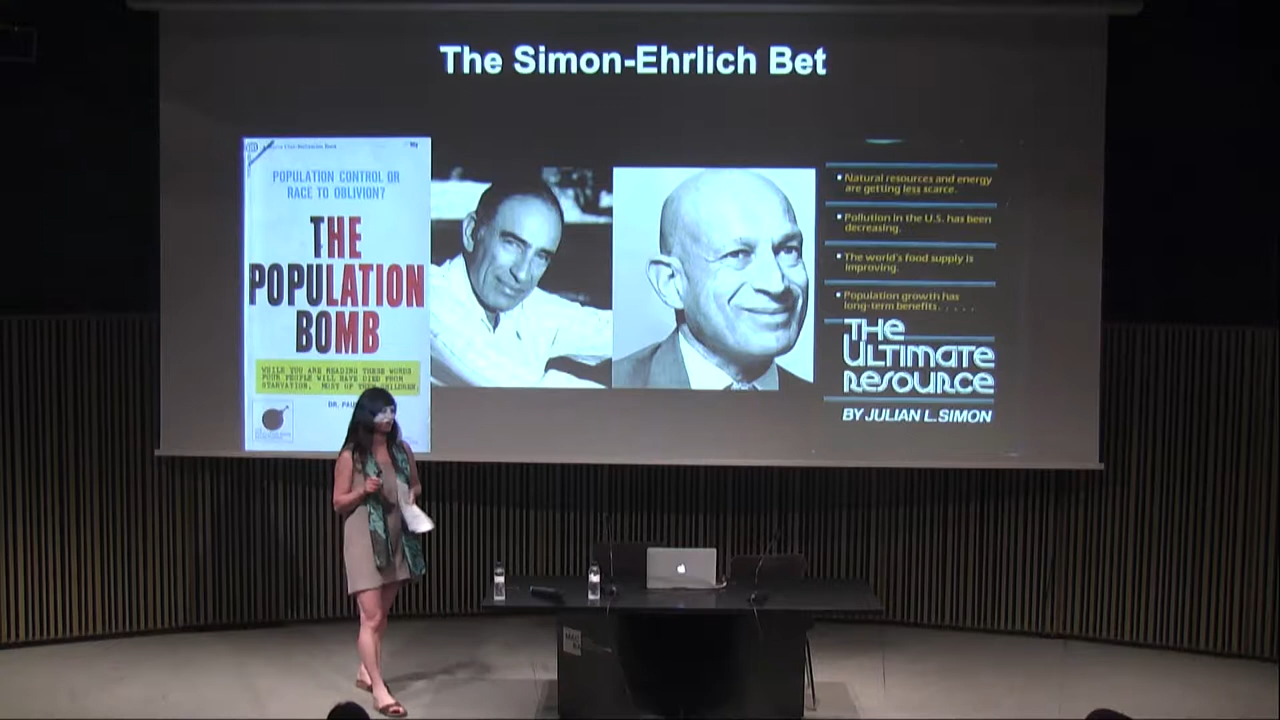 The Simon-Ehrlich Bet
POPULATION CONTROL OR
RACE TO OBLIVION?
THE
POPULATION
BOMB
WHILE YOU ARE READING THESE WORDS
FOUR PEOPLE WILL HAVE DIED FROM
STARVATION. MOST OF THEM CHILDREN.
DR. PAU
• Natural resources and energy
are getting less scarce.
• Pollution in the U.S. has been
decreasing.
• The world's food supply is
improving.
• Population growth has
long-term benefits . . . . .
THE
ULTIMATE
RESOURCE
BY JULIAN L. SIMON